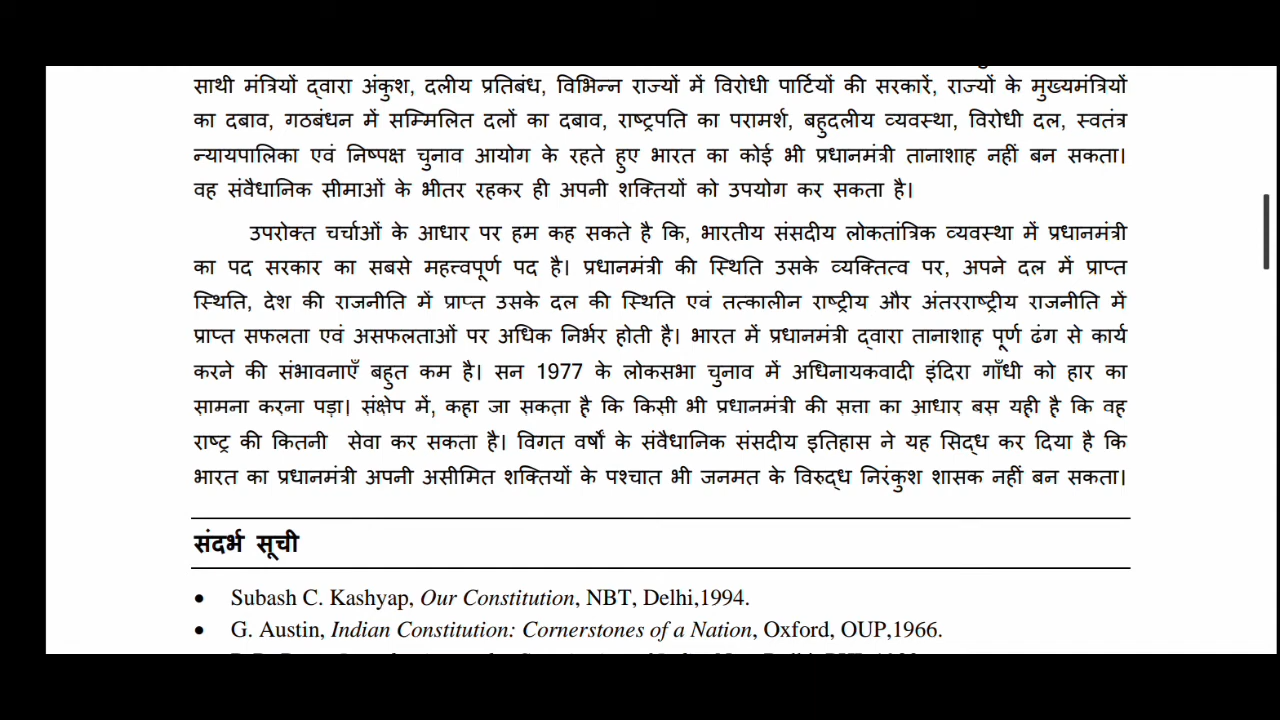 साथी मंत्रियों द्वारा अंकुश, दलीय प्रतिबंध, विभिन्न राज्यों में विरोधी पार्टियों की सरकारें, राज्यों के मुख्यमंत्रियों
का दबाव, गठबंधन में सम्मिलित दलों का दबाव, राष्ट्रपति का परामर्श, बहुदलीय व्यवस्था, विरोधी दल, स्वतंत्र
न्यायपालिका एवं निष्पक्ष चुनाव आयोग के रहते हुए भारत का कोई भी प्रधानमंत्री तानाशाह नहीं बन सकता।
वह संवैधानिक सीमाओं के भीतर रहकर ही अपनी शक्तियों को उपयोग कर सकता है।
उपरोक्त चर्चाओं के आधार पर हम कह सकते है कि, भारतीय संसदीय लोकतांत्रिक व्यवस्था में प्रधानमंत्री
का पद सरकार का सबसे महत्त्वपूर्ण पद है। प्रधानमंत्री की स्थिति उसके व्यक्तित्व पर, अपने दल में प्राप्त
स्थिति, देश की राजनीति में प्राप्त उसके दल की स्थिति एवं तत्कालीन राष्ट्रीय और अंतरराष्ट्रीय राजनीति में
प्राप्त सफलता एवं असफलताओं पर अधिक निर्भर होती है। भारत में प्रधानमंत्री द्वारा तानाशाह पूर्ण ढंग से कार्य
करने की संभावनाएँ बहुत कम है। सन 1977 के लोकसभा चुनाव में अधिनायकवादी इंदिरा गाँधी को हार का
सामना करना पड़ा। संक्षेप में, कहा जा सकता है कि किसी भी प्रधानमंत्री की सत्ता का आधार बस यही है कि वह
राष्ट्र की कितनी सेवा कर सकता है। विगत वर्षों के संवैधानिक संसदीय इतिहास ने यह सिद्ध कर दिया है कि
भारत का प्रधानमंत्री अपनी असीमित शक्तियों के पश्चात भी जनमत के विरुद्ध निरंकुश शासक नहीं बन सकता।
संदर्भ सूची
• Subash C. Kashyap, Our Constitution, NBT, Delhi,1994.
• G. Austin, Indian Constitution: Cornerstones of a Nation, Oxford, OUP,1966.